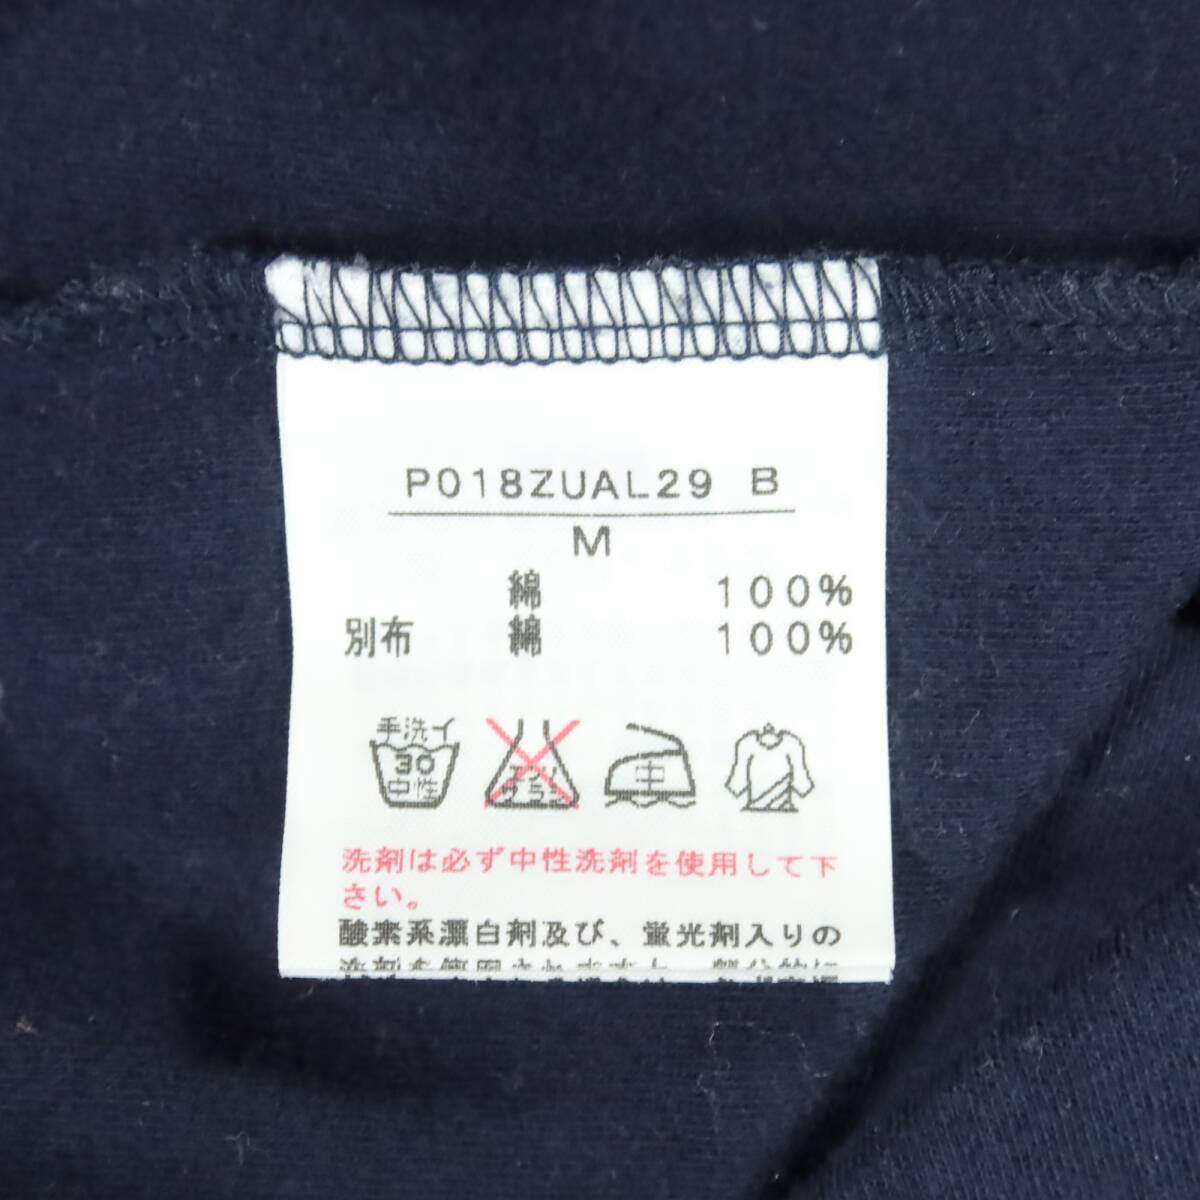 P018ZUAL29 B
M
綿 100%
別布 綿 100%
手洗イ
30
中性
エンソ
サラシ
中
洗剤は必ず中性洗剤を使用して下
さい。
酸素系漂白剤及び、蛍光剤入りの